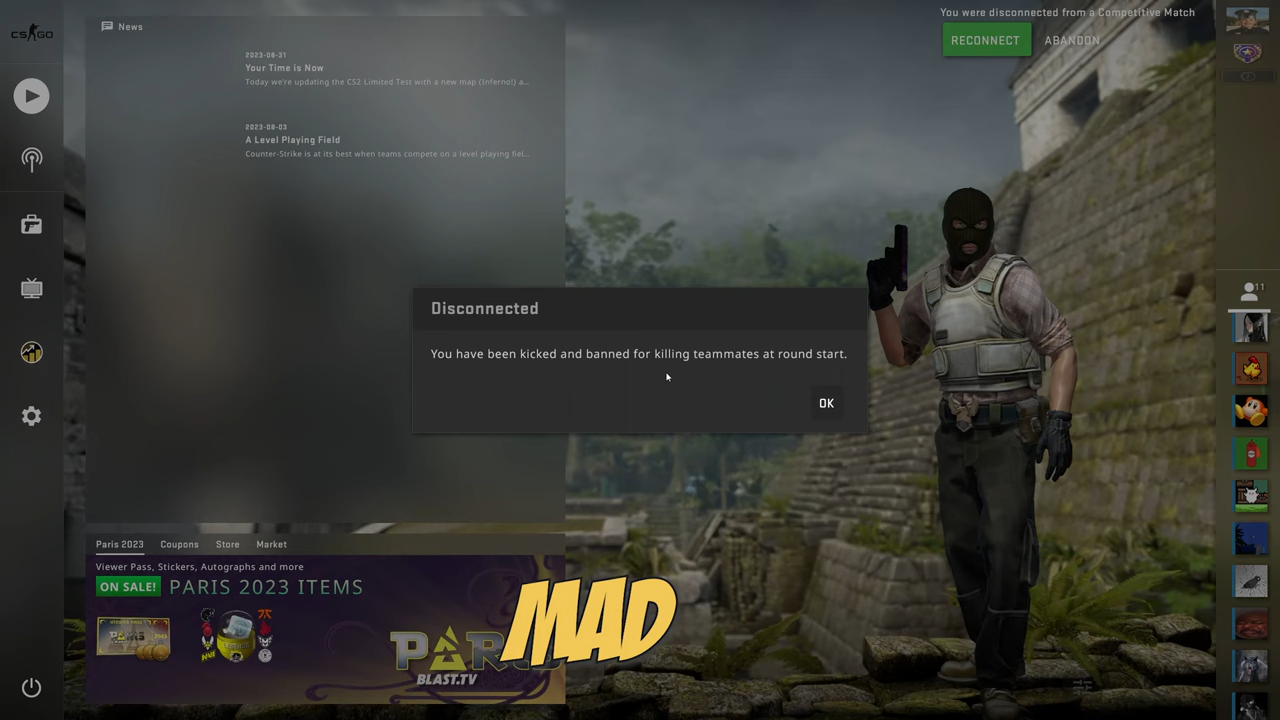 CS GO
News
2023-08-31
Your Time is Now
Today we're updating the CS2 Limited Test with a new map (Inferno!) a...
2023-08-03
A Level Playing Field
Counter-Strike is at its best when teams compete on a level playing fiel...
You were disconnected from a Competitive Match
RECONNECT
ABANDON
11
Disconnected
You have been kicked and banned for killing teammates at round start.
OK
Paris 2023
Coupons
Store
Market
Viewer Pass, Stickers, Autographs and more
ON SALE!
PARIS 2023 ITEMS
BLAST.TV
MAD